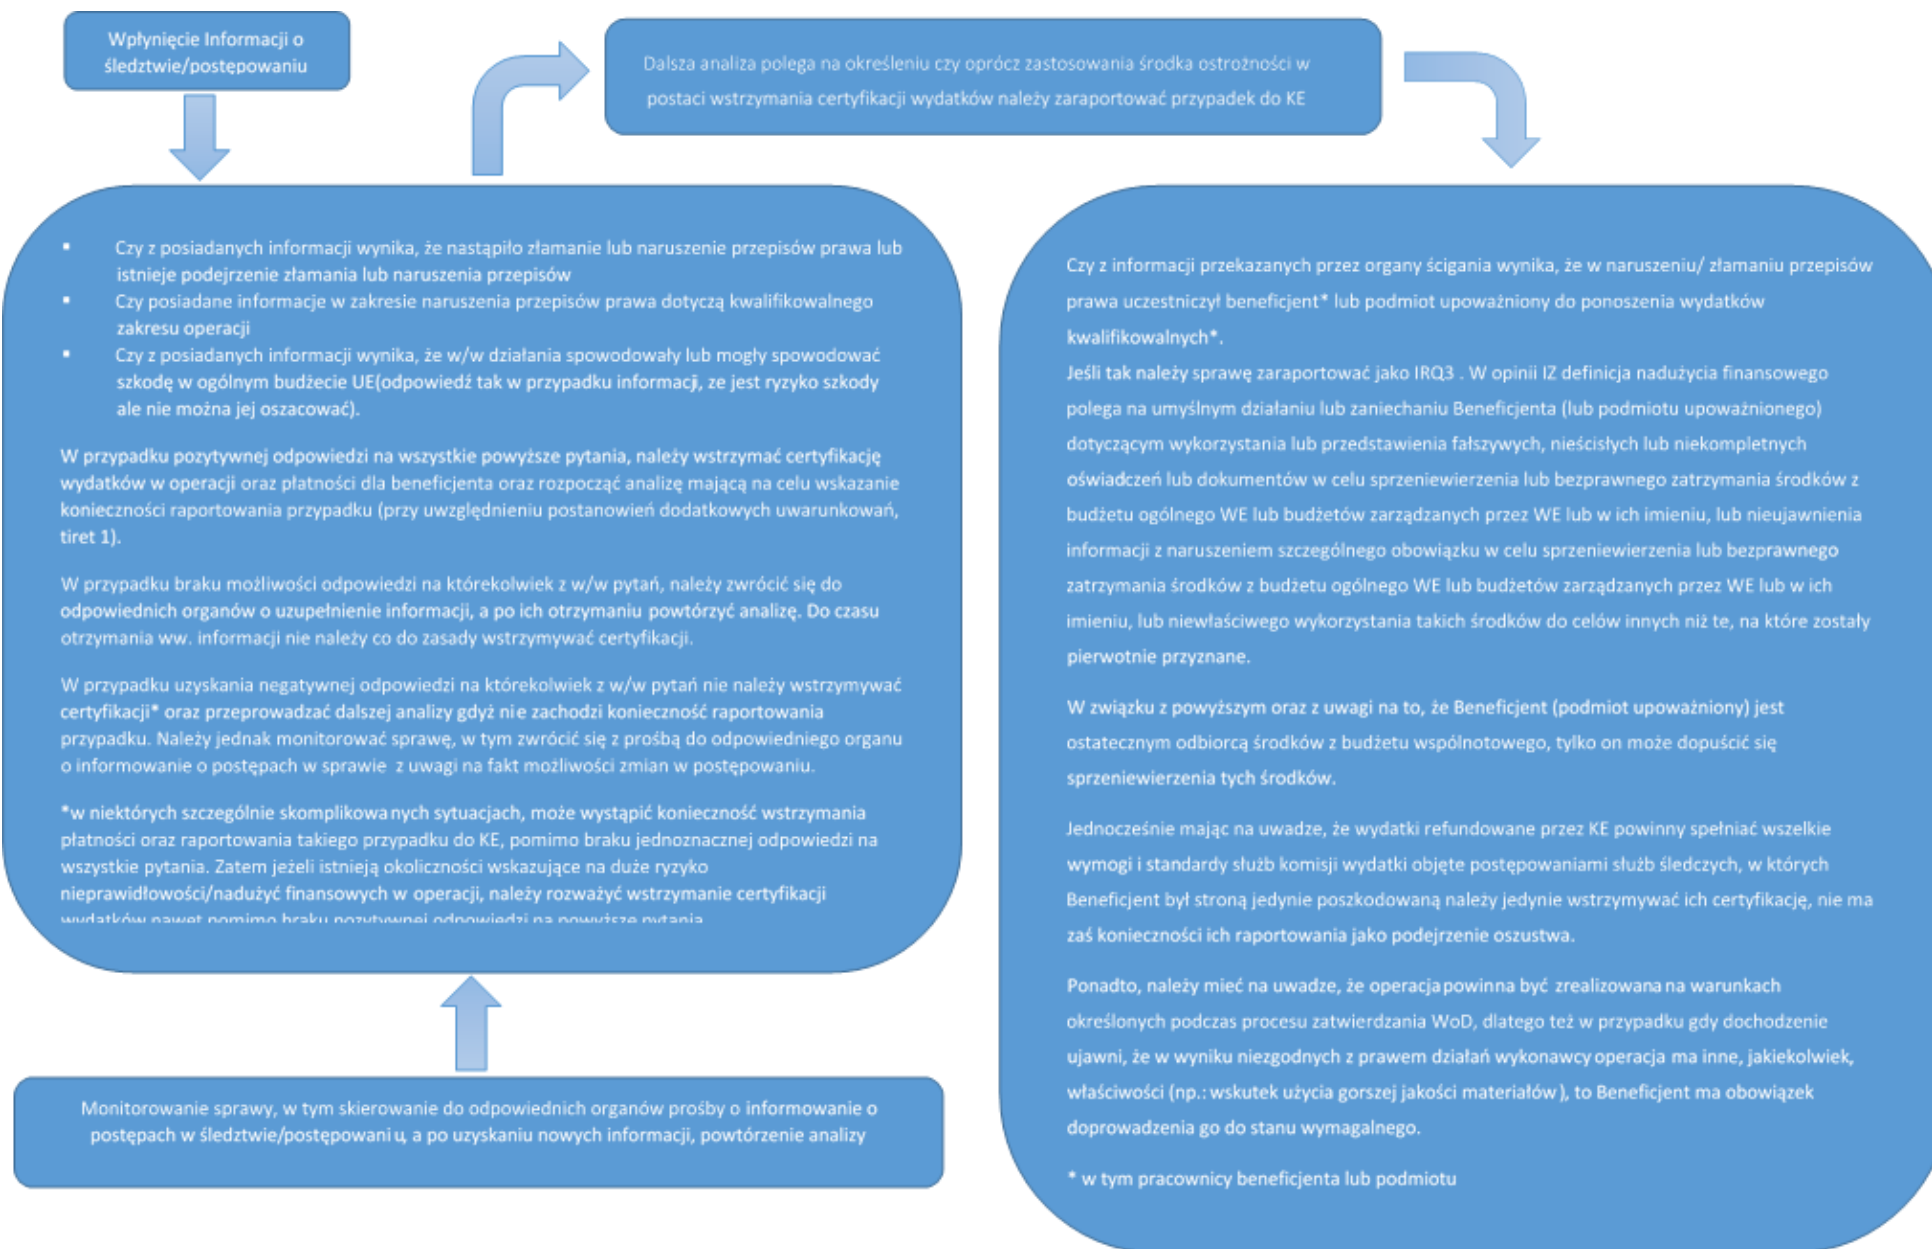 Wpłynięcie Informacji o
śledztwie/postępowaniu
Dalsza analiza polega na określeniu czy oprócz zastosowania środka ostrożności w
postaci wstrzymania certyfikacji wydatków należy zaraportować przypadek do KE
▪ Czy z posiadanych informacji wynika, że nastąpiło złamanie lub naruszenie przepisów prawa lub
istnieje podejrzenie złamania lub naruszenia przepisów
▪ Czy posiadane informacje w zakresie naruszenia przepisów prawa dotyczą kwalifikowalnego
zakresu operacji
▪ Czy z posiadanych informacji wynika, że w/w działania spowodowały lub mogły spowodować
szkodę w ogólnym budżecie UE(odpowiedź tak w przypadku informacji, ze jest ryzyko szkody
ale nie można jej oszacować).
W przypadku pozytywnej odpowiedzi na wszystkie powyższe pytania, należy wstrzymać certyfikację
wydatków w operacji oraz płatności dla beneficjenta oraz rozpocząć analizę mającą na celu wskazanie
konieczności raportowania przypadku (przy uwzględnieniu postanowień dodatkowych uwarunkowań,
tiret 1).
W przypadku braku możliwości odpowiedzi na którekolwiek z w/w pytań, należy zwrócić się do
odpowiednich organów o uzupełnienie informacji, a po ich otrzymaniu powtórzyć analizę. Do czasu
otrzymania ww. informacji nie należy co do zasady wstrzymywać certyfikacji.
W przypadku uzyskania negatywnej odpowiedzi na którekolwiek z w/w pytań nie należy wstrzymywać
certyfikacji* oraz przeprowadzać dalszej analizy gdyż nie zachodzi konieczność raportowania
przypadku. Należy jednak monitorować sprawę, w tym zwrócić się z prośbą do odpowiedniego organu
o informowanie o postępach w sprawie z uwagi na fakt możliwości zmian w postępowaniu.
*w niektórych szczególnie skomplikowanych sytuacjach, może wystąpić konieczność wstrzymania
płatności oraz raportowania takiego przypadku do KE, pomimo braku jednoznacznej odpowiedzi na
wszystkie pytania. Zatem jeżeli istnieją okoliczności wskazujące na duże ryzyko
nieprawidłowości/nadużyć finansowych w operacji, należy rozważyć wstrzymanie certyfikacji
wydatków nawet pomimo braku pozytywnej odpowiedzi na powyższe pytania
Monitorowanie sprawy, w tym skierowanie do odpowiednich organów prośby o informowanie o
postępach w śledztwie/postępowaniu, a po uzyskaniu nowych informacji, powtórzenie analizy
Czy z informacji przekazanych przez organy ścigania wynika, że w naruszeniu/ złamaniu przepisów
prawa uczestniczył beneficjent* lub podmiot upoważniony do ponoszenia wydatków
kwalifikowalnych*.
Jeśli tak należy sprawę zaraportować jako IRQ3 . W opinii IZ definicja nadużycia finansowego
polega na umyślnym działaniu lub zaniechaniu Beneficjenta (lub podmiotu upoważnionego)
dotyczącym wykorzystania lub przedstawienia fałszywych, nieścisłych lub niekompletnych
oświadczeń lub dokumentów w celu sprzeniewierzenia lub bezprawnego zatrzymania środków z
budżetu ogólnego WE lub budżetów zarządzanych przez WE lub w ich imieniu, lub nieujawnienia
informacji z naruszeniem szczególnego obowiązku w celu sprzeniewierzenia lub bezprawnego
zatrzymania środków z budżetu ogólnego WE lub budżetów zarządzanych przez WE lub w ich
imieniu, lub niewłaściwego wykorzystania takich środków do celów innych niż te, na które zostały
pierwotnie przyznane.
W związku z powyższym oraz z uwagi na to, że Beneficjent (podmiot upoważniony) jest
ostatecznym odbiorcą środków z budżetu wspólnotowego, tylko on może dopuścić się
sprzeniewierzenia tych środków.
Jednocześnie mając na uwadze, że wydatki refundowane przez KE powinny spełniać wszelkie
wymogi i standardy służb komisji wydatki objęte postępowaniami służb śledczych, w których
Beneficjent był stroną jedynie poszkodowaną należy jedynie wstrzymywać ich certyfikację, nie ma
zaś konieczności ich raportowania jako podejrzenie oszustwa.
Ponadto, należy mieć na uwadze, że operacja powinna być zrealizowana na warunkach
określonych podczas procesu zatwierdzania WoD, dlatego też w przypadku gdy dochodzenie
ujawni, że w wyniku niezgodnych z prawem działań wykonawcy operacja ma inne, jakiekolwiek,
właściwości (np.: wskutek użycia gorszej jakości materiałów), to Beneficjent ma obowiązek
doprowadzenia go do stanu wymagalnego.
* w tym pracownicy beneficjenta lub podmiotu